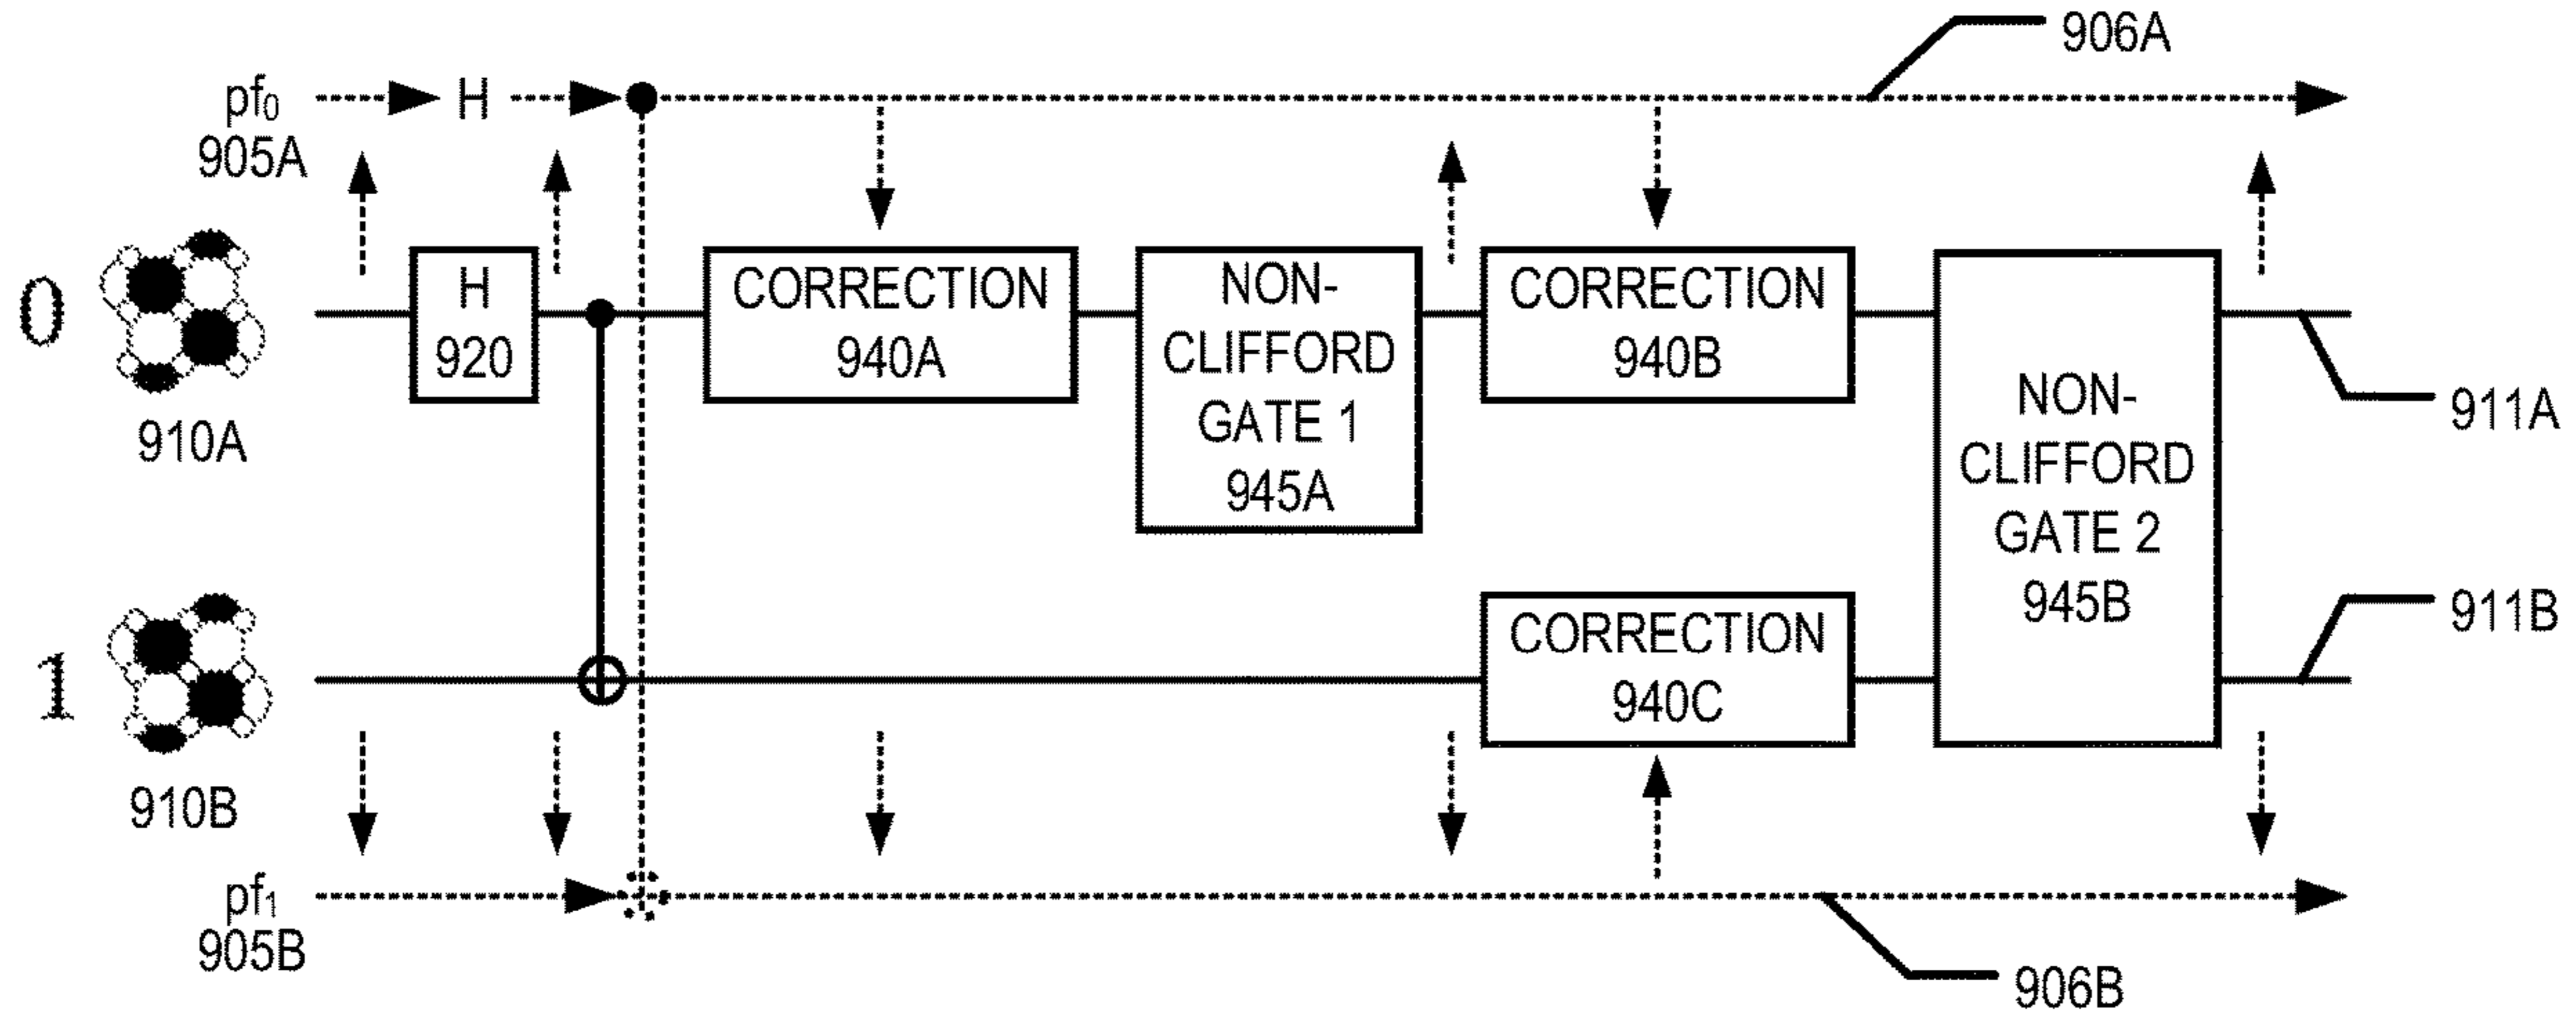 906A
pf₀
H
905A
0
910A
H
920
CORRECTION
940A
NON-
CLIFFORD
GATE 1
945A
CORRECTION
940B
NON-
CLIFFORD
GATE 2
945B
911A
1
910B
CORRECTION
940C
911B
pf₁
905B
906B